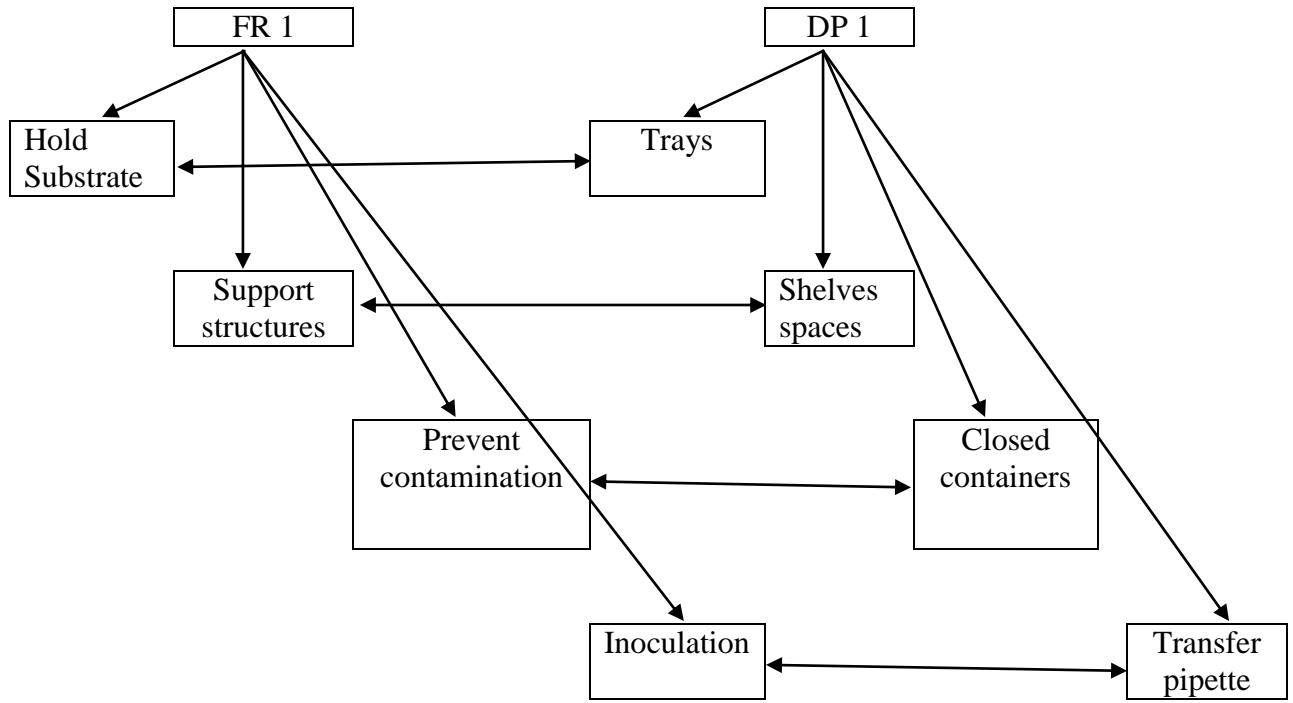 FR 1
DP 1
Hold
Substrate
Trays
Support
structures
Shelves
spaces
Prevent
contamination
Closed
containers
Inoculation
Transfer
pipette